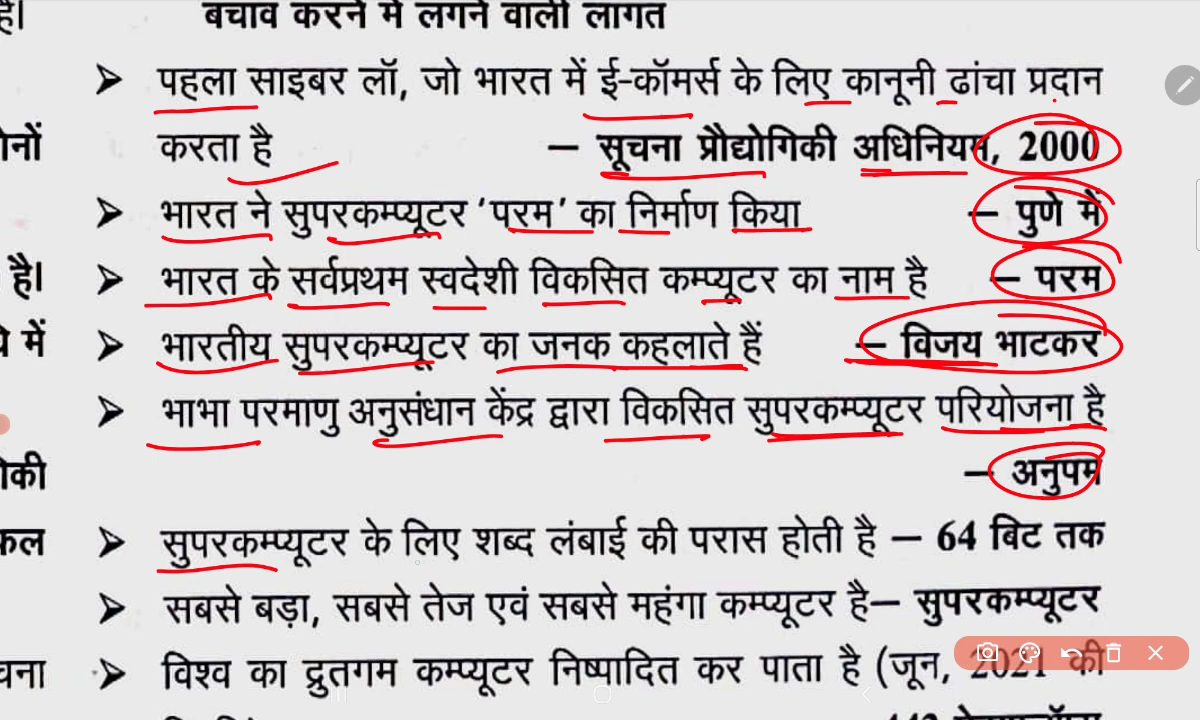 है।
बचाव करने में लगने वाली लागत
➤ पहला साइबर लॉ, जो भारत में ई-कॉमर्स के लिए कानूनी ढांचा प्रदान
करता है – सूचना प्रौद्योगिकी अधिनियम, 2000
➤ भारत ने सुपरकम्प्यूटर ‘परम’ का निर्माण किया – पुणे में
है।
➤ भारत के सर्वप्रथम स्वदेशी विकसित कम्प्यूटर का नाम है – परम
में
➤ भारतीय सुपरकम्प्यूटर का जनक कहलाते हैं – विजय भाटकर
➤ भाभा परमाणु अनुसंधान केंद्र द्वारा विकसित सुपरकम्प्यूटर परियोजना है
– अनुपम
➤ सुपरकम्प्यूटर के लिए शब्द लंबाई की परास होती है – 64 बिट तक
➤ सबसे बड़ा, सबसे तेज एवं सबसे महंगा कम्प्यूटर है– सुपरकम्प्यूटर
➤ विश्व का द्रुतगम कम्प्यूटर निष्पादित कर पाता है (जून, 2021 की